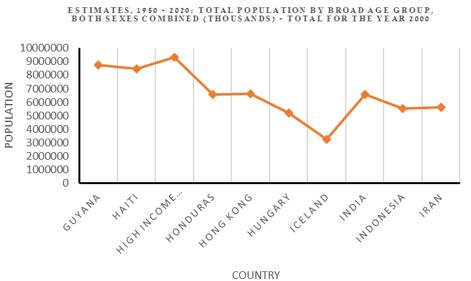 ESTIMATES, 1950 - 2020: TOTAL POPULATION BY BROAD AGE GROUP,
BOTH SEXES COMBINED (THOUSANDS) - TOTAL FOR THE YEAR 2000
POPULATION
10000000
9000000
8000000
7000000
6000000
5000000
4000000
3000000
2000000
1000000
0
GUYANA
HAITI
HIGH INCOME...
HONDURAS
HONG KONG
HUNGARY
ICELAND
INDIA
INDONESIA
IRAN
COUNTRY